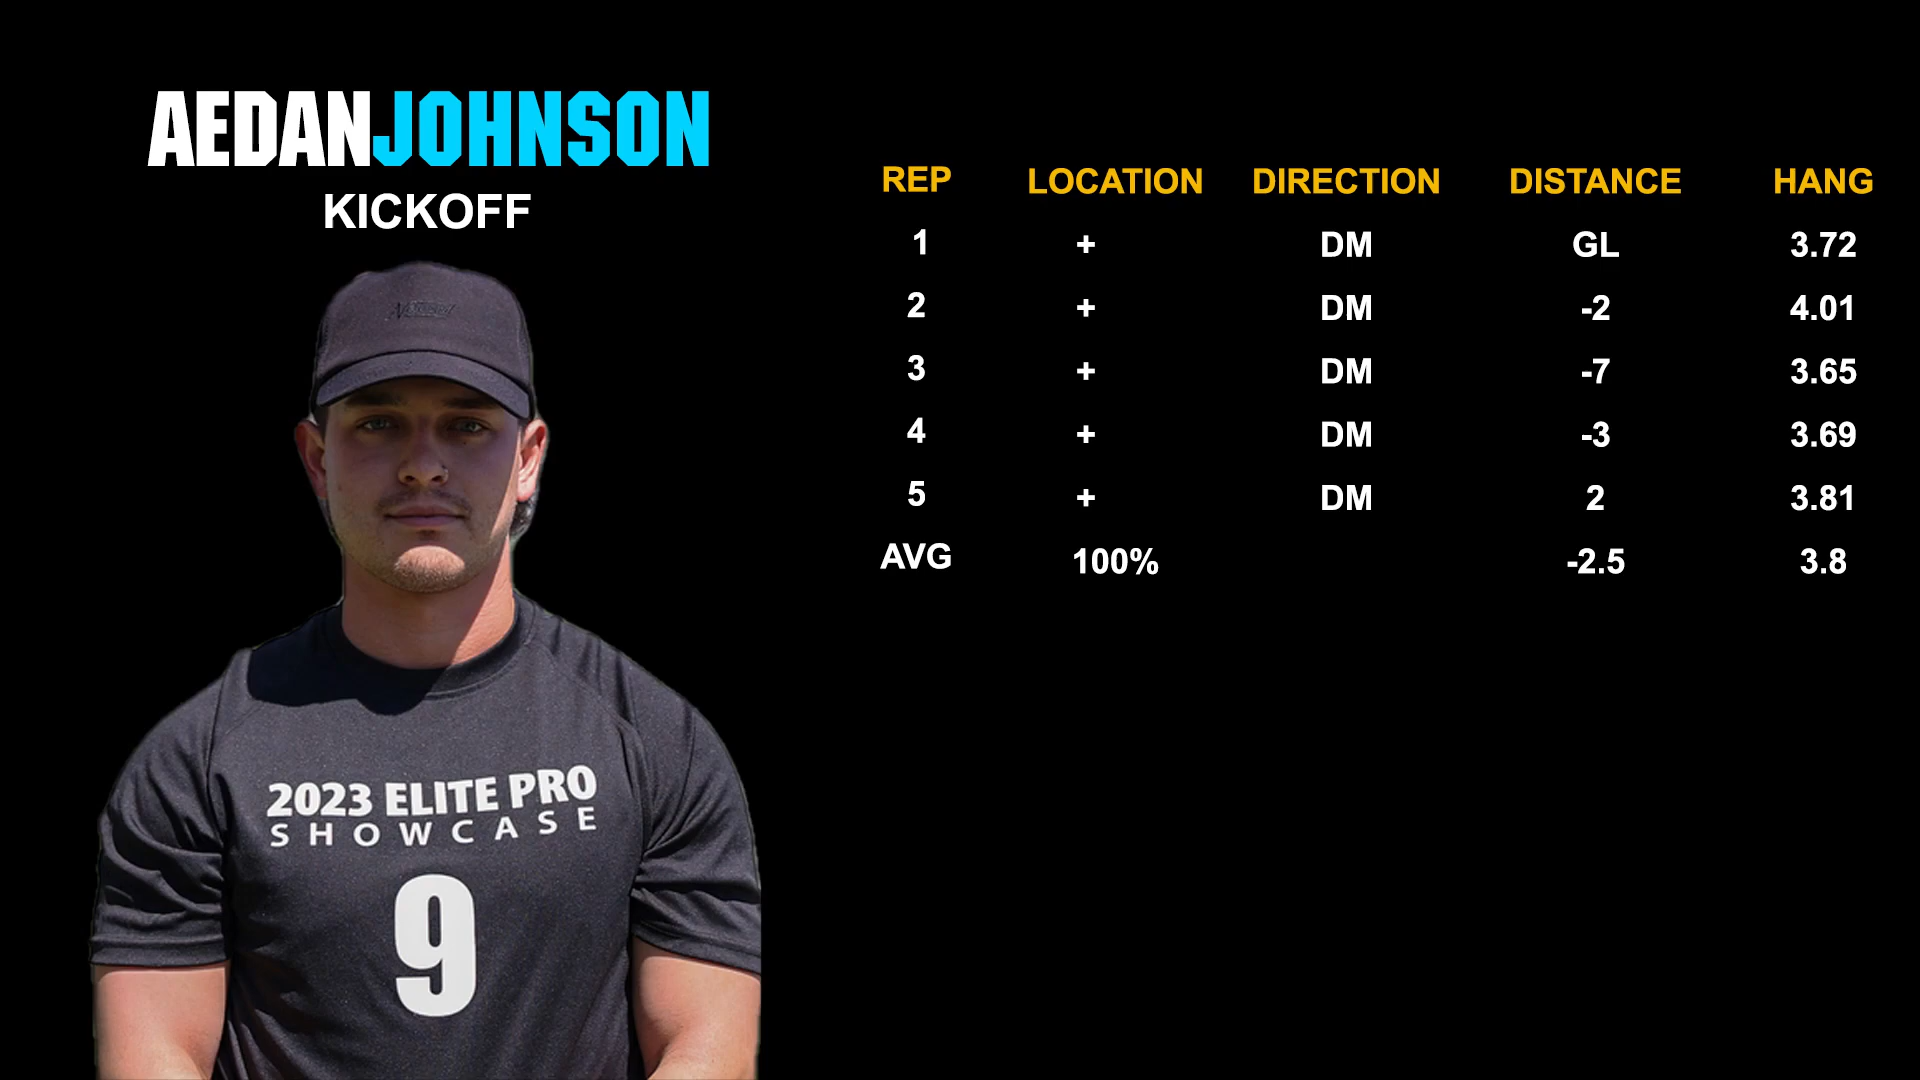 AEDANJOHNSON
KICKOFF
REP LOCATION DIRECTION DISTANCE HANG
1 + DM GL 3.72
2 + DM -2 4.01
3 + DM -7 3.65
4 + DM -3 3.69
5 + DM 2 3.81
AVG 100% -2.5 3.8
2023 ELITE PRO
SHOWCASE
9